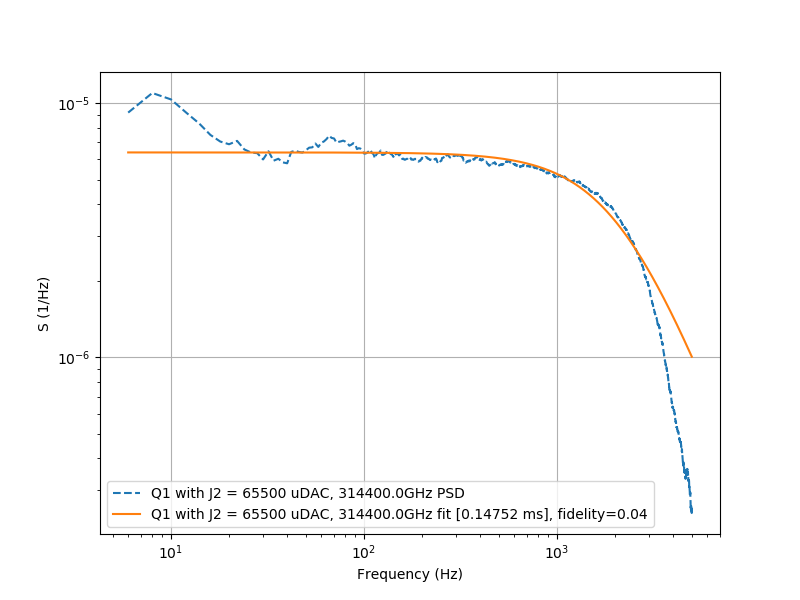 10⁻⁵
10⁻⁶
S (1/Hz)
Q1 with J2 = 65500 uDAC, 314400.0GHz PSD
Q1 with J2 = 65500 uDAC, 314400.0GHz fit [0.14752 ms], fidelity=0.04
10¹ 10² 10³
Frequency (Hz)